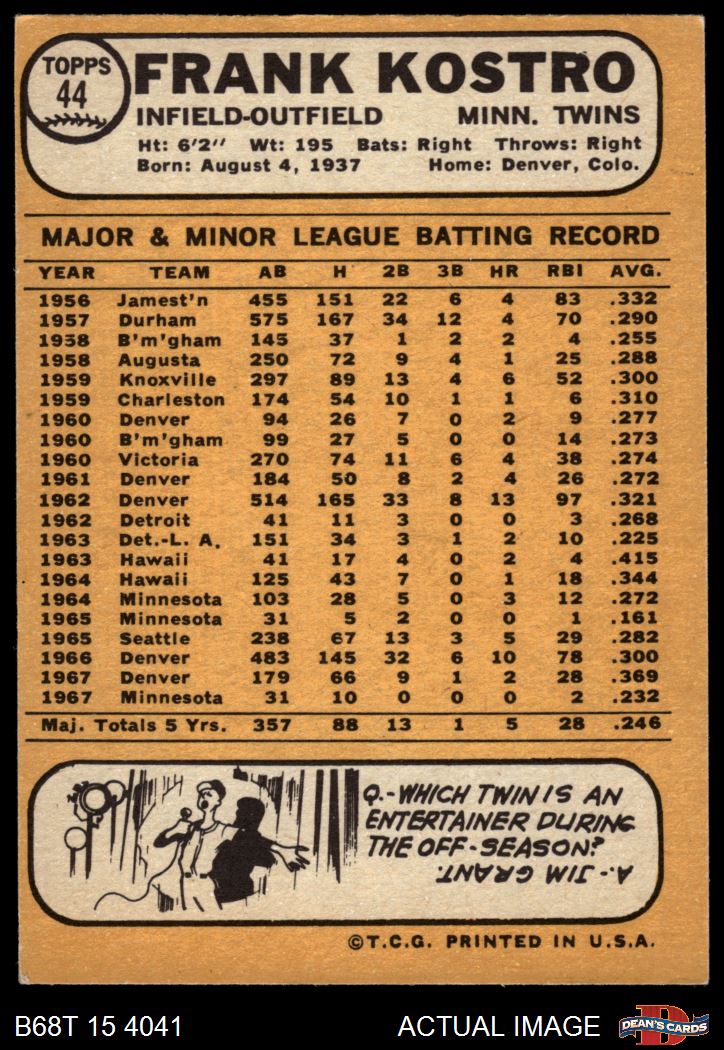 TOPPS
44
FRANK KOSTRO
INFIELD-OUTFIELD MINN. TWINS
Ht: 6'2" Wt: 195 Bats: Right Throws: Right
Born: August 4, 1937 Home: Denver, Colo.
MAJOR & MINOR LEAGUE BATTING RECORD
YEAR TEAM AB H 2B 3B HR RBI AVG.
1956 Jamest'n 455 151 22 6 4 83 .332
1957 Durham 575 167 34 12 4 70 .290
1958 B'm'gham 145 37 1 2 2 4 .255
1958 Augusta 250 72 9 4 1 25 .288
1959 Knoxville 297 89 13 4 6 52 .300
1959 Charleston 174 54 10 1 1 6 .310
1960 Denver 94 26 7 0 2 9 .277
1960 B'm'gham 99 27 5 0 0 14 .273
1960 Victoria 270 74 11 6 4 38 .274
1961 Denver 184 50 8 2 4 26 .272
1962 Denver 514 165 33 8 13 97 .321
1962 Detroit 41 11 3 0 0 3 .268
1963 Det.-L. A. 151 34 3 1 2 10 .225
1963 Hawaii 41 17 4 0 2 4 .415
1964 Hawaii 125 43 7 0 1 18 .344
1964 Minnesota 103 28 5 0 3 12 .272
1965 Minnesota 31 5 2 0 0 1 .161
1965 Seattle 238 67 13 3 5 29 .282
1966 Denver 483 145 32 6 10 78 .300
1967 Denver 179 66 9 1 2 28 .369
1967 Minnesota 31 10 0 0 0 2 .232
Maj. Totals 5 Yrs. 357 88 13 1 5 28 .246
Q.-WHICH TWIN IS AN
ENTERTAINER DURING
THE OFF-SEASON?
A.-JIM GRANT.
©T.C.G. PRINTED IN U.S.A.
B68T 15 4041 ACTUAL IMAGE
D
DEAN'S CARDS